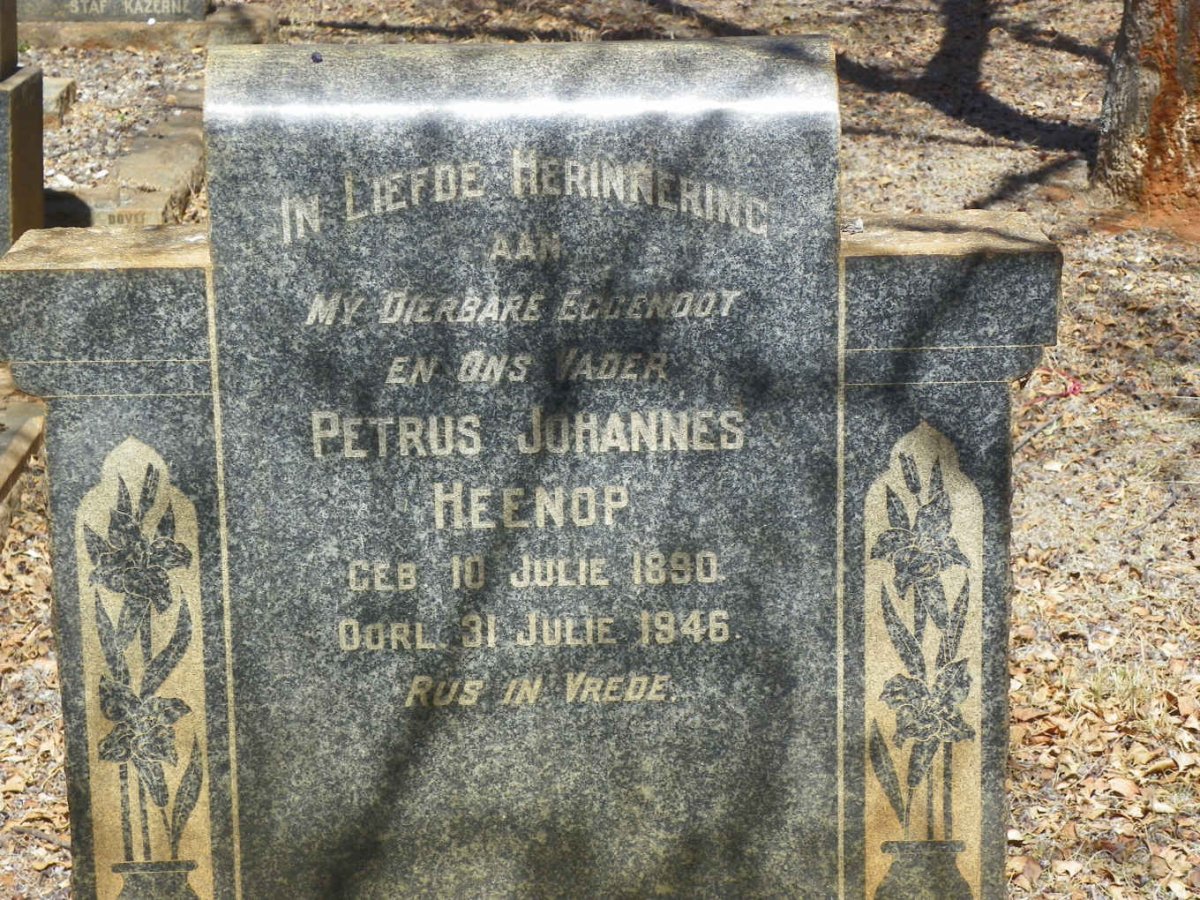 STAF KAZERNE
DOVEY
IN LIEFDE HERINNERING
AAN
MY DIERBARE EGGENOOT
EN ONS VADER
PETRUS JOHANNES
HEENOP
GEB 10 JULIE 1890.
OORL. 31 JULIE 1946.
RUS IN VREDE.